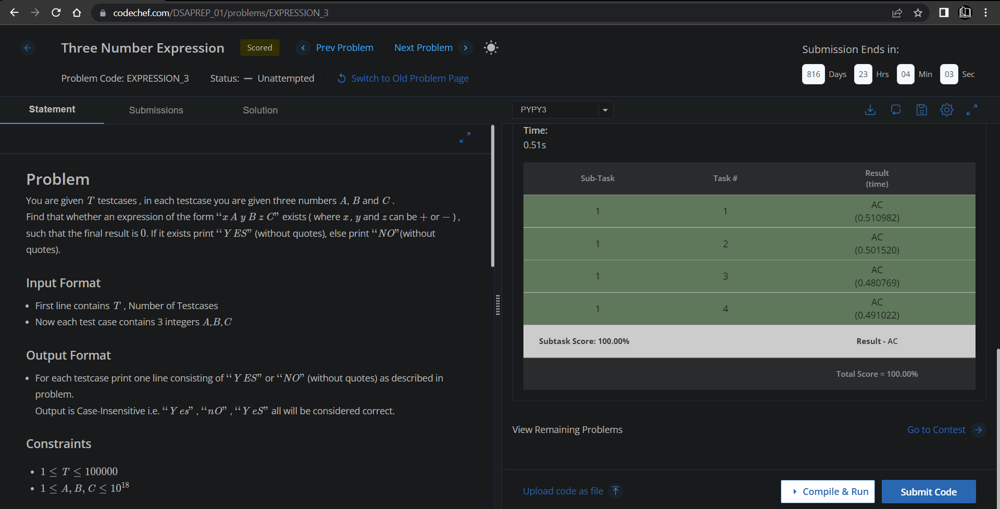 codechef.com/DSAPREP_01/problems/EXPRESSION_3
Three Number Expression
Scored
Prev Problem
Next Problem
Submission Ends in:
816 Days 23 Hrs 04 Min 03 Sec
Problem Code: EXPRESSION_3
Status: — Unattempted
Switch to Old Problem Page
Statement
Submissions
Solution
Problem
You are given T testcases , in each testcase you are given three numbers A, B and C .
Find that whether an expression of the form “x A y B z C” exists ( where x , y and z can be + or − ) ,
such that the final result is 0. If it exists print “Y ES” (without quotes), else print “NO”(without
quotes).
Input Format
• First line contains T , Number of Testcases
• Now each test case contains 3 integers A,B,C
Output Format
• For each testcase print one line consisting of “Y ES” or “NO” (without quotes) as described in
problem.
Output is Case-Insensitive i.e. “Y es” , “nO” , “Y eS” all will be considered correct.
Constraints
• 1 ≤ T ≤ 100000
• 1 ≤ A, B, C ≤ 10^18
PYPY3
Time:
0.51s
Sub-Task Task # Result
(time)
1 1 AC
(0.510982)
1 2 AC
(0.501520)
1 3 AC
(0.480769)
1 4 AC
(0.491022)
Subtask Score: 100.00% Result - AC
Total Score = 100.00%
View Remaining Problems
Go to Contest
Upload code as file
Compile & Run
Submit Code